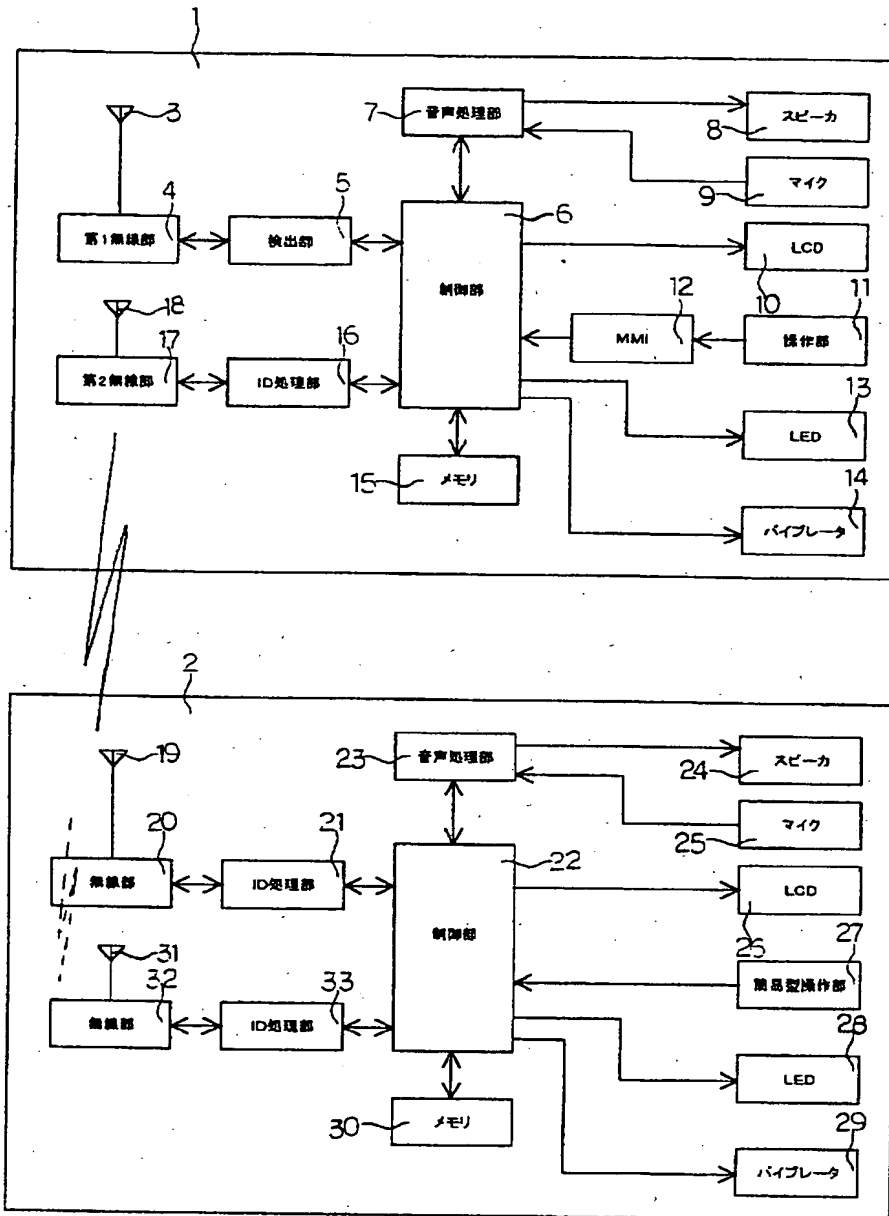 1
3
7
音声処理部
8
スピーカ
9
マイク
4
第1無線部
5
検出部
6
制御部
10
LCD
12
MMI
11
操作部
18
17
第2無線部
16
ID処理部
13
LED
15
メモリ
14
バイブレータ
2
19
23
音声処理部
24
スピーカ
25
マイク
20
無線部
21
ID処理部
22
制御部
26
LCD
27
簡易型操作部
31
32
無線部
33
ID処理部
28
LED
30
メモリ
29
バイブレータ